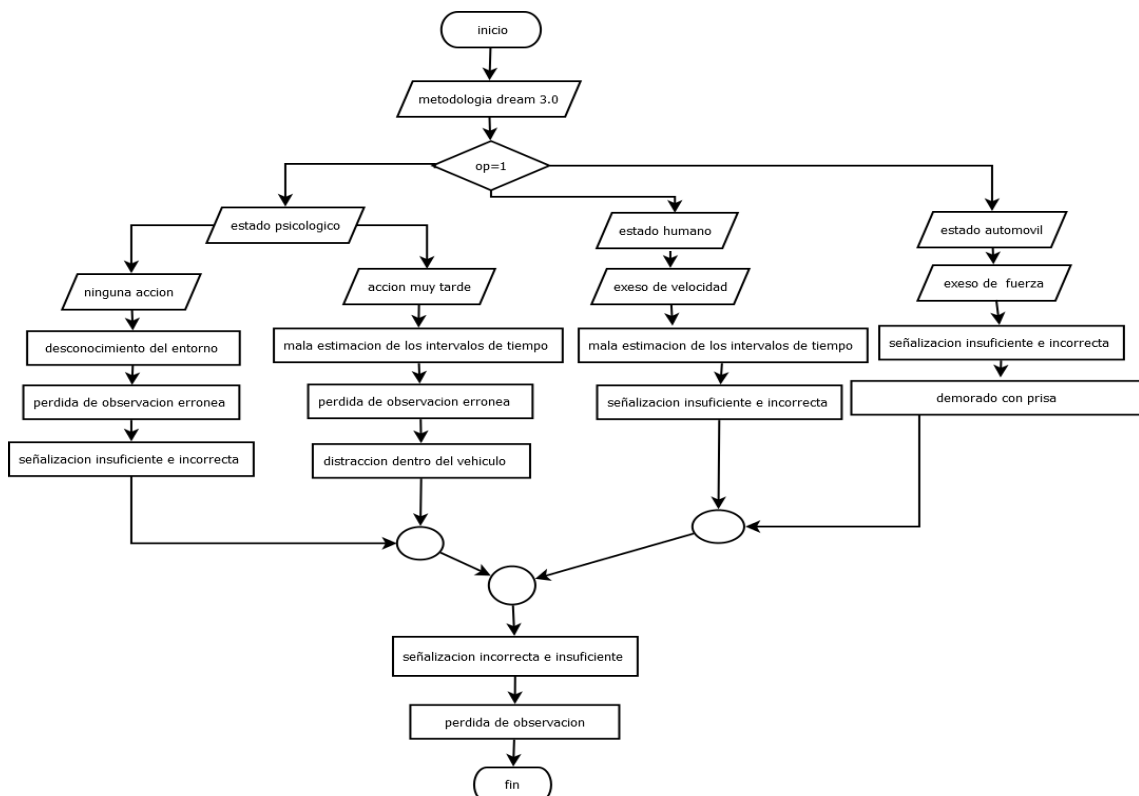 inicio
metodologia dream 3.0
op=1
estado psicologico
estado humano
estado automovil
ninguna accion
accion muy tarde
exeso de velocidad
exeso de fuerza
desconocimiento del entorno
mala estimacion de los intervalos de tiempo
mala estimacion de los intervalos de tiempo
señalización insuficiente e incorrecta
perdida de observacion erronea
perdida de observacion erronea
señalizacion insuficiente e incorrecta
demorado con prisa
señalizacion insuficiente e incorrecta
distraccion dentro del vehiculo
señalizacion incorrecta e insuficiente
perdida de observacion
fin